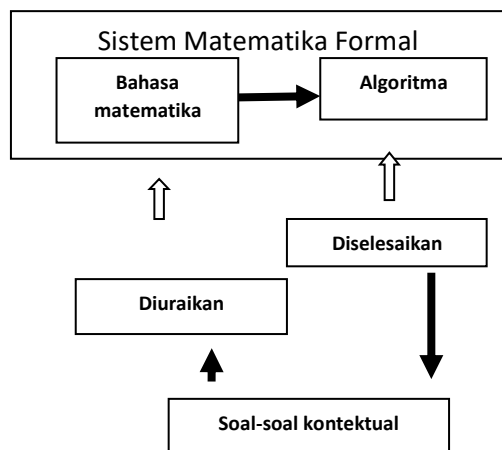 Sistem Matematika Formal
Bahasa
matematika
Algoritma
Diselesaikan
Diuraikan
Soal-soal kontektual